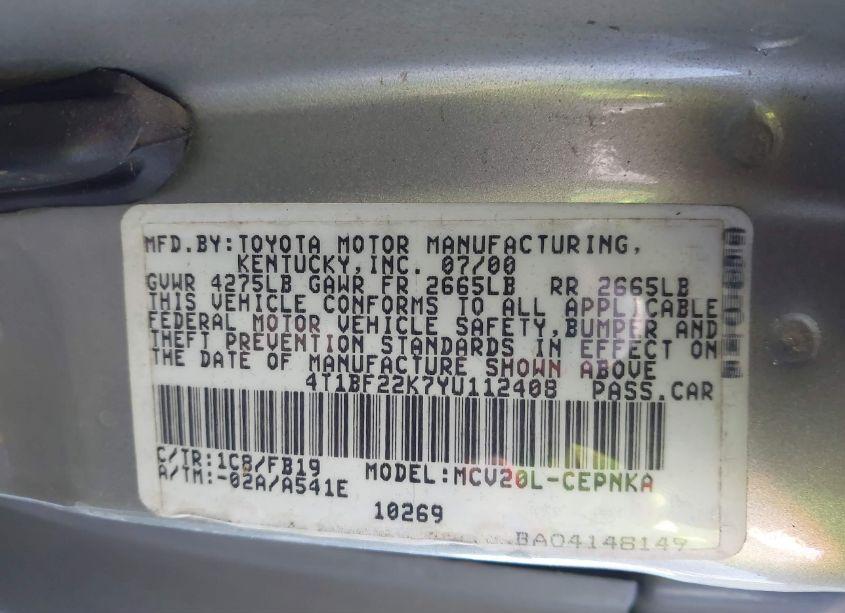 MFD.BY:TOYOTA MOTOR MANUFACTURING,
KENTUCKY,INC. 07/00
GVWR 4275LB GAWR FR 2665LB RR 2665LB
THIS VEHICLE CONFORMS TO ALL APPLICABLE
FEDERAL MOTOR VEHICLE SAFETY,BUMPER AND
THEFT PREVENTION STANDARDS IN EFFECT ON
THE DATE OF MANUFACTURE SHOWN ABOVE
4T1BF22K7YU112408 PASS.CAR
C/TR:1C8/FB19 MODEL:MCV20L-CEPNKA
A/TM:-02A/A541E
10269
BA04148149